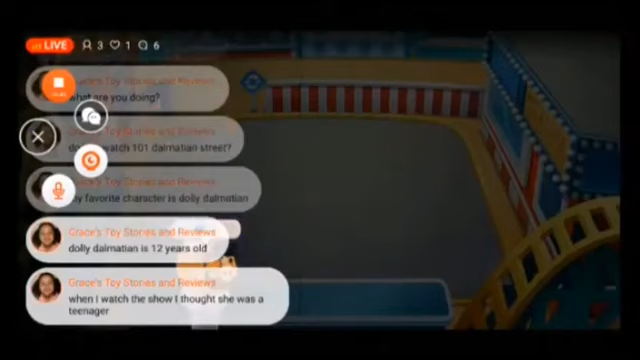 LIVE 3 1 6
Grace's Toy Stories and Reviews
what are you doing?
Grace's Toy Stories and Reviews
watch 101 dalmatian street?
Grace's Toy Stories and Reviews
my favorite character is dolly dalmatian
Grace's Toy Stories and Reviews
dolly dalmatian is 12 years old
Grace's Toy Stories and Reviews
when I watch the show I thought she was a
teenager